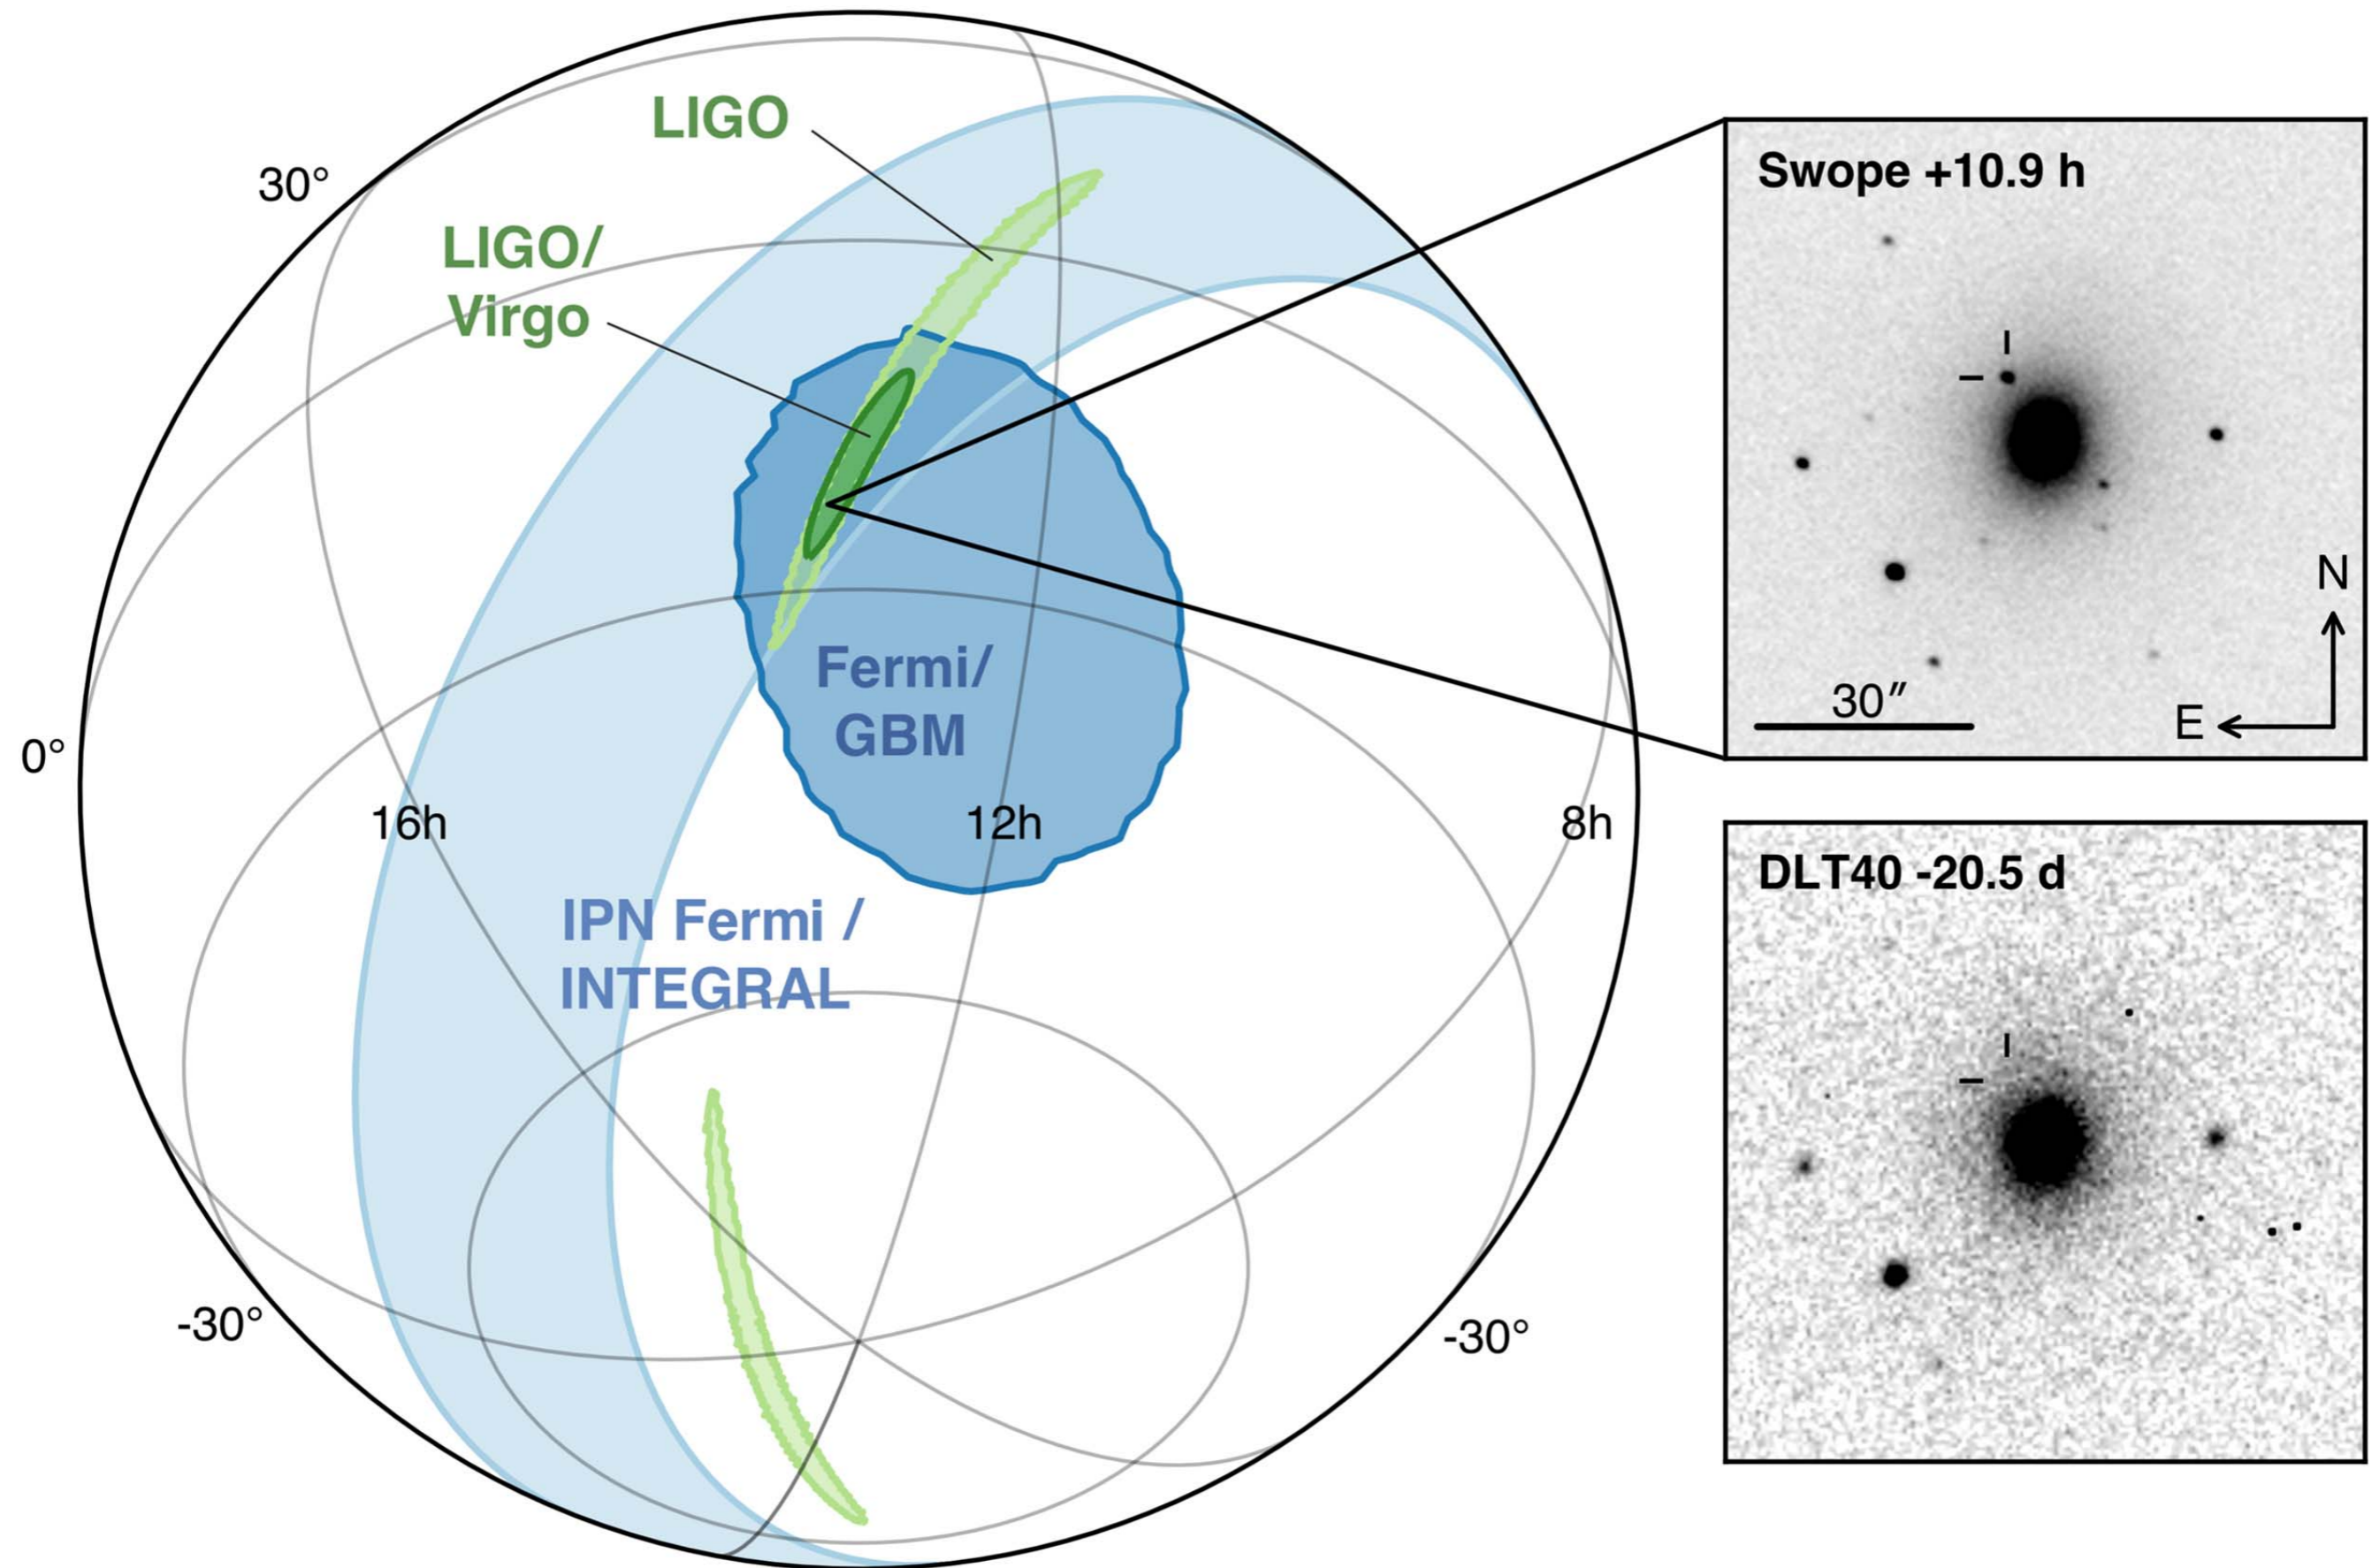 LIGO
30°
LIGO/
Virgo
Fermi/
GBM
0°
16h
12h
8h
IPN Fermi /
INTEGRAL
-30°
-30°
Swope +10.9 h
N
30″
E
DLT40 -20.5 d